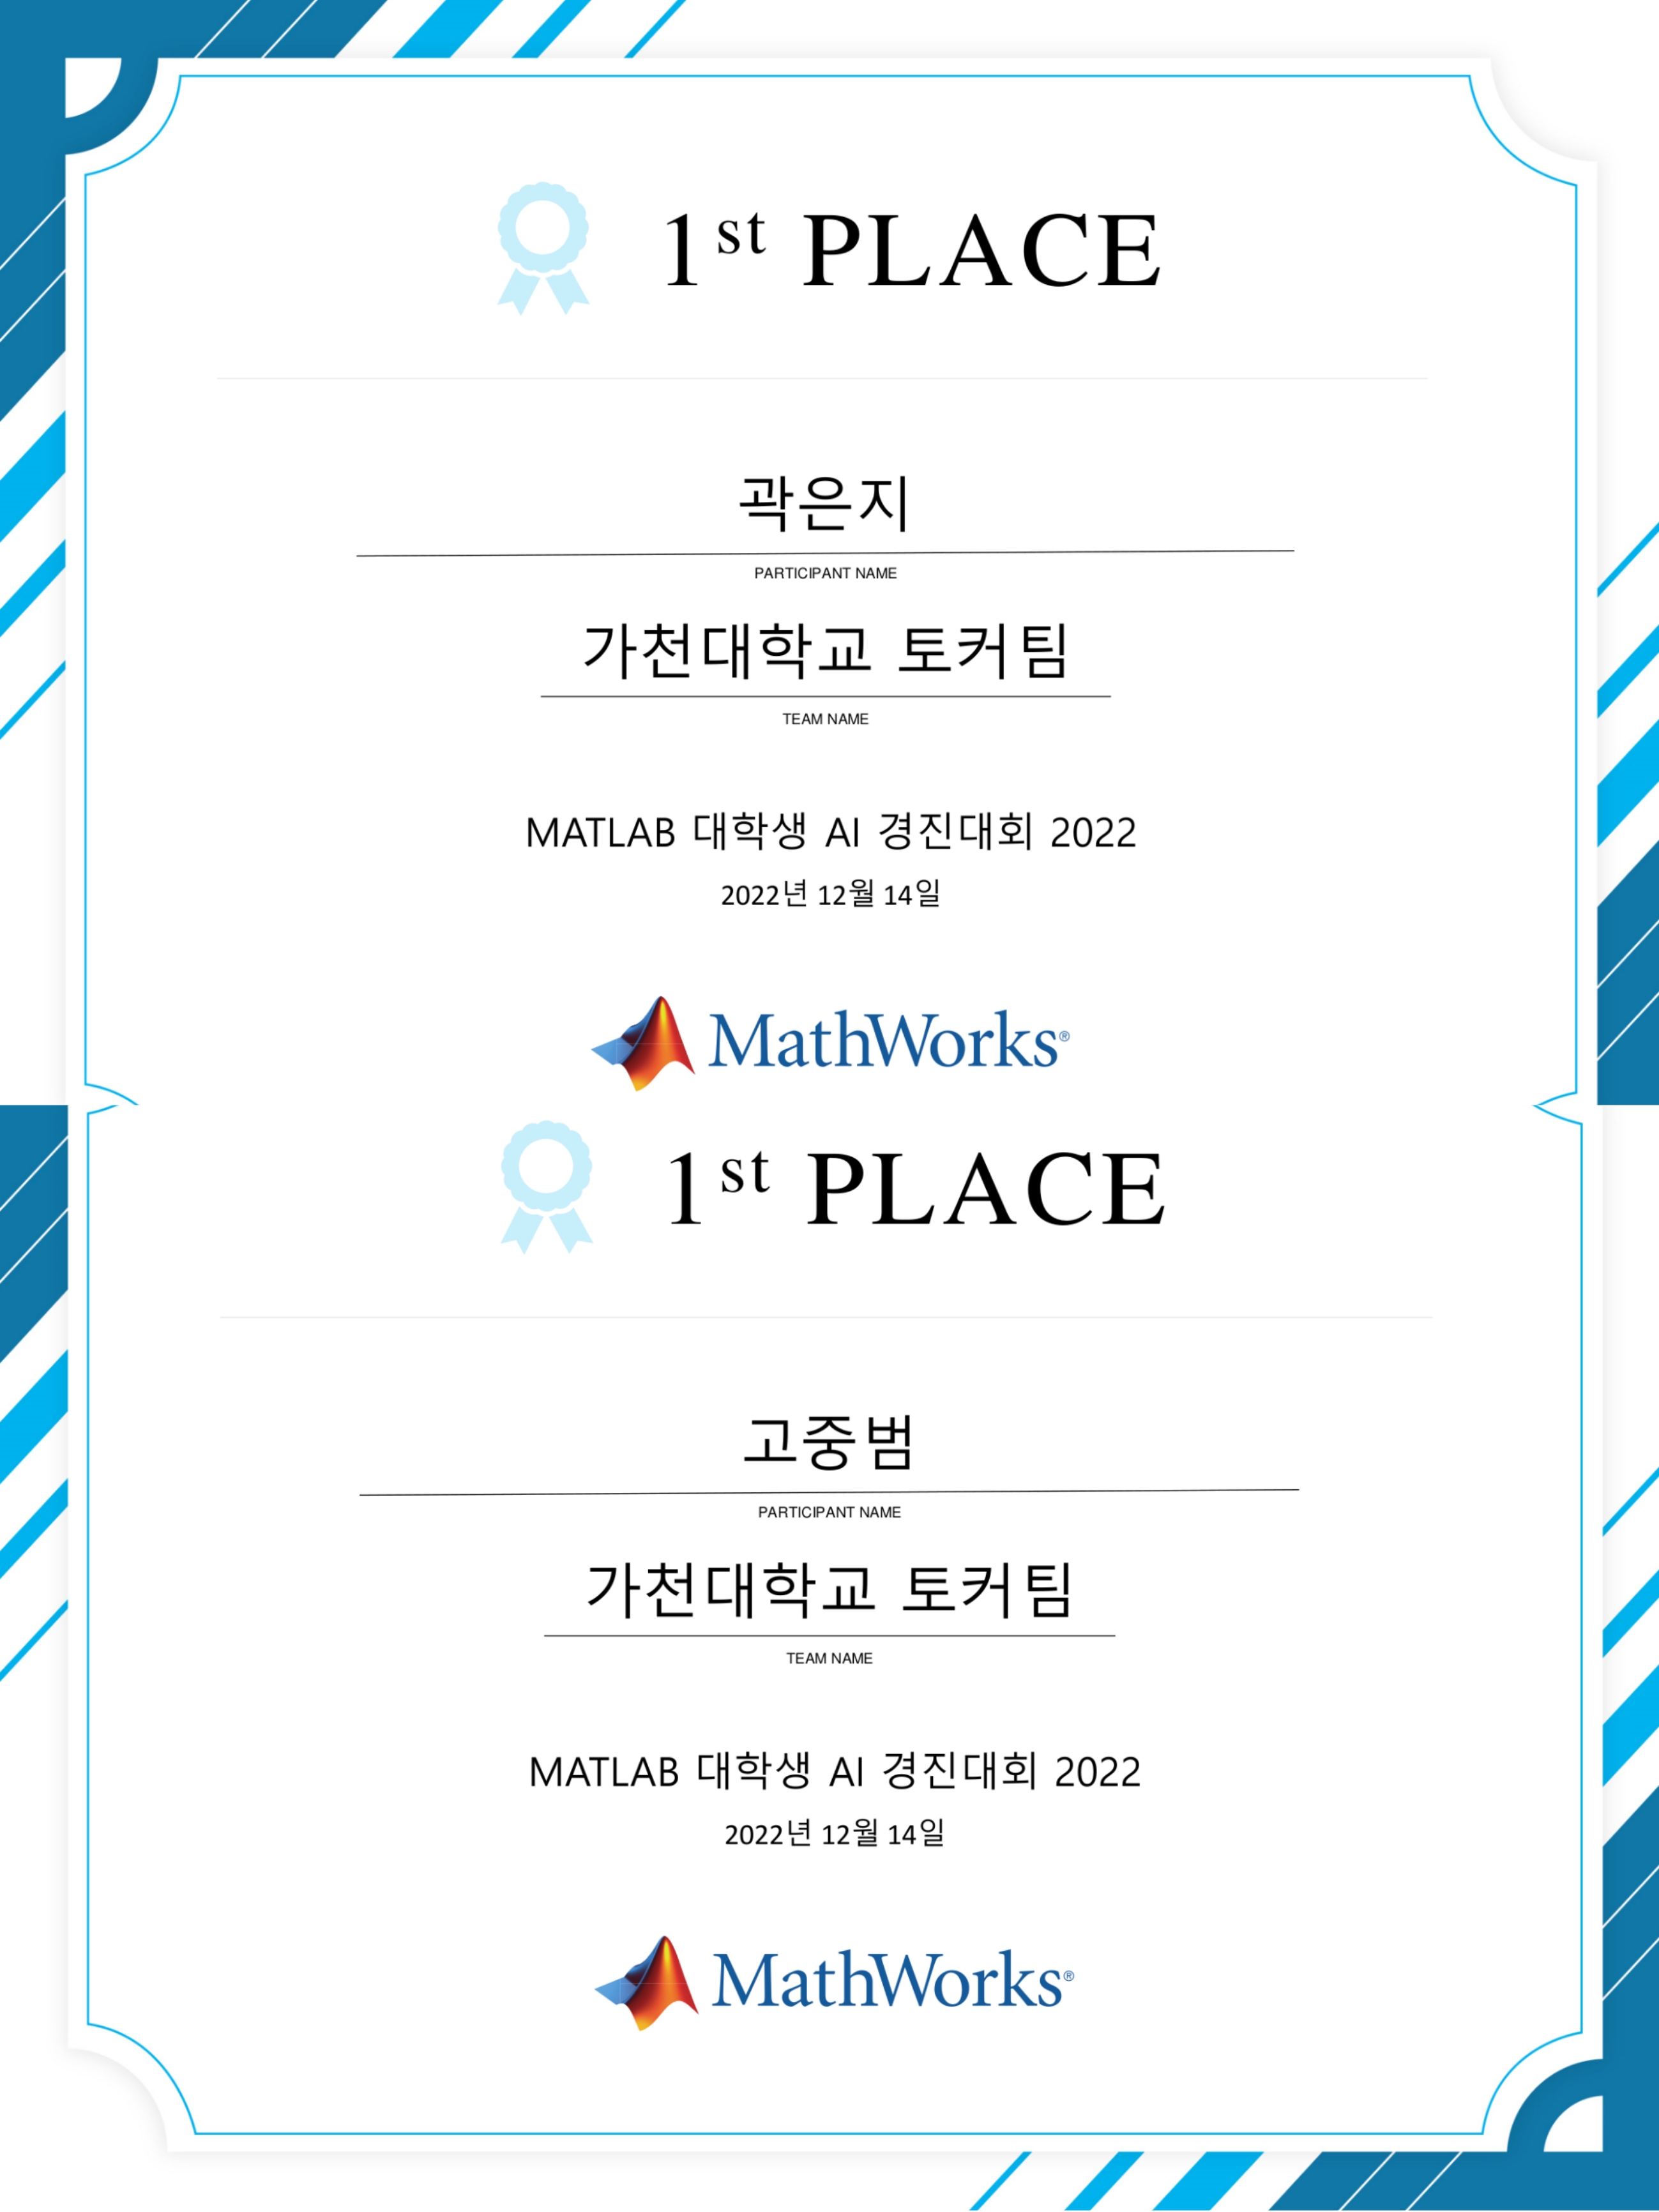 1st PLACE
곽은지
PARTICIPANT NAME
가천대학교 토커팀
TEAM NAME
MATLAB 대학생 AI 경진대회 2022
2022년 12월 14일
MathWorks®
1st PLACE
고중범
PARTICIPANT NAME
가천대학교 토커팀
TEAM NAME
MATLAB 대학생 AI 경진대회 2022
2022년 12월 14일
MathWorks®